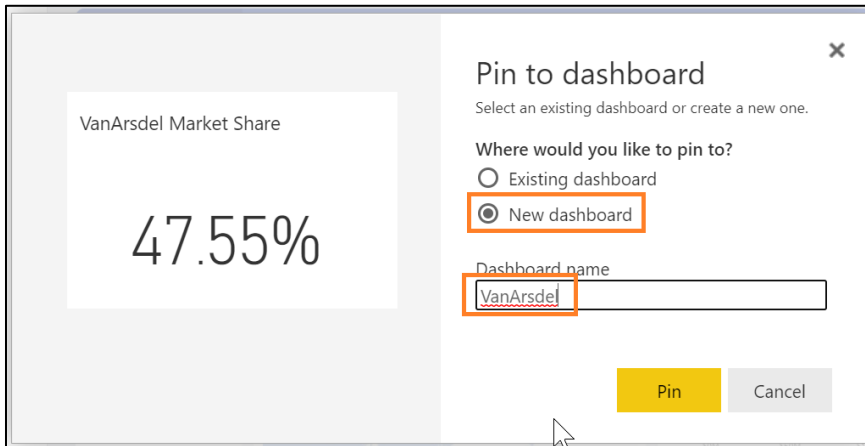 VanArsdel Market Share
47.55%
Pin to dashboard
Select an existing dashboard or create a new one.
Where would you like to pin to?
Existing dashboard
New dashboard
Dashboard name
VanArsdel
Pin
Cancel